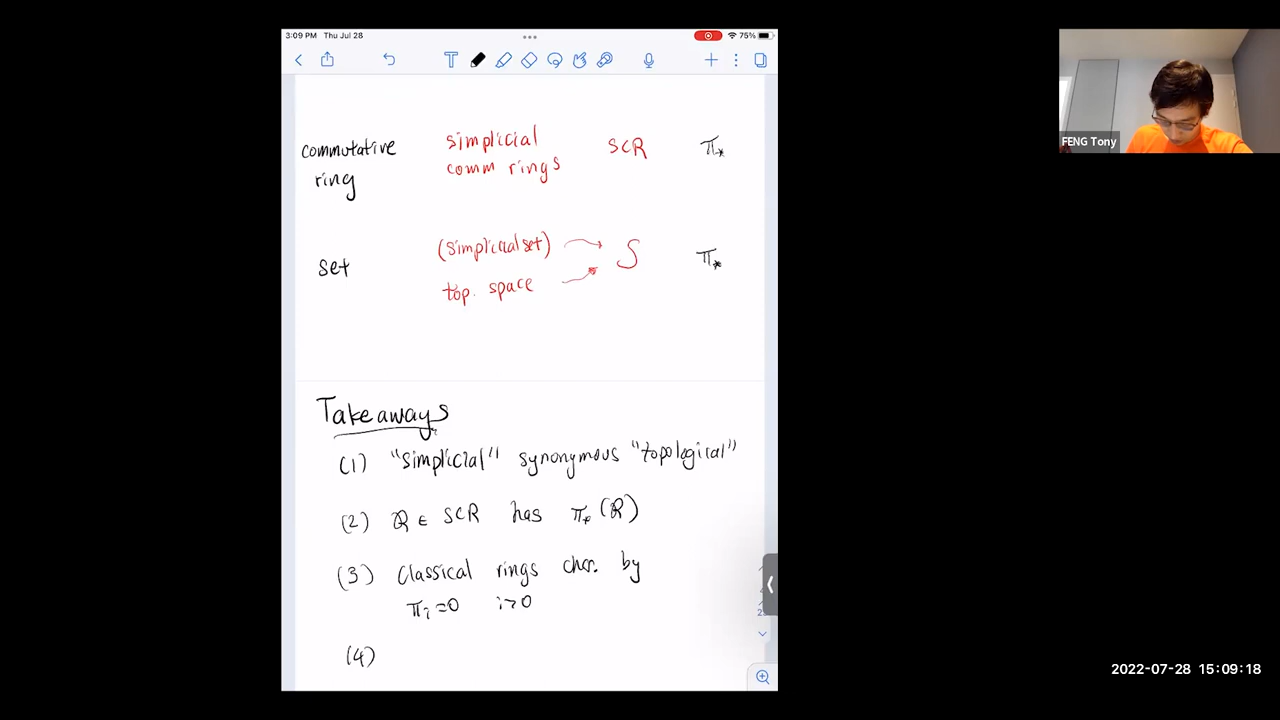 3:09 PM Thu Jul 28
75%
commutative ring
simplicial comm rings
SCR
π*
set
(simplicial set)
top. space
S
π*
Takeaways
(1) "simplicial" synonymous "topological"
(2) R ∈ SCR has π*(R)
(3) Classical rings char. by
πi = 0 i>0
(4)
FENG Tony
2022-07-28 15:09:18